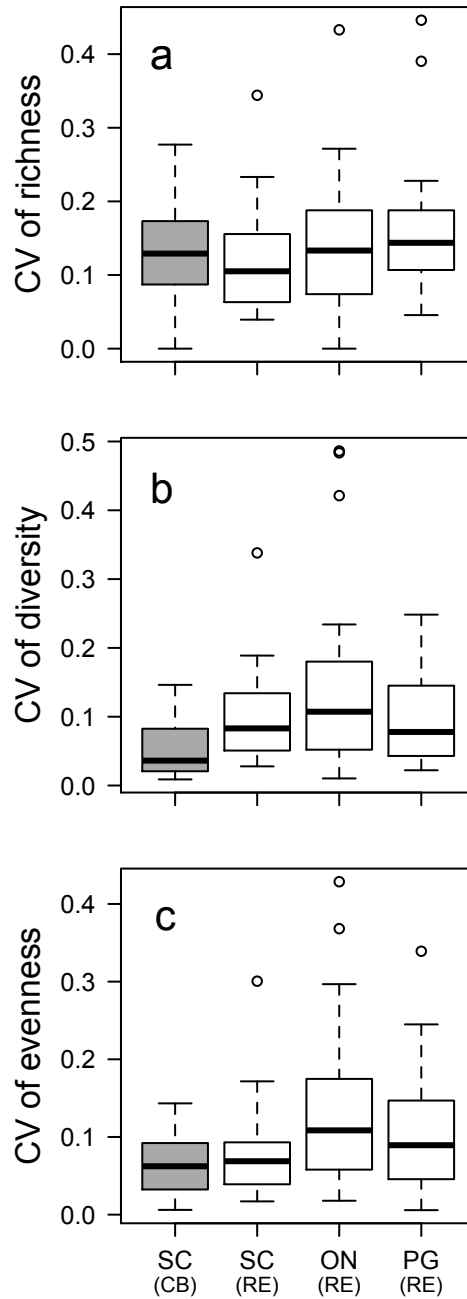 a
CV of richness
0.4
0.3
0.2
0.1
0.0
b
CV of diversity
0.5
0.4
0.3
0.2
0.1
0.0
c
CV of evenness
0.4
0.3
0.2
0.1
0.0
SC SC ON PG
(CB) (RE) (RE) (RE)